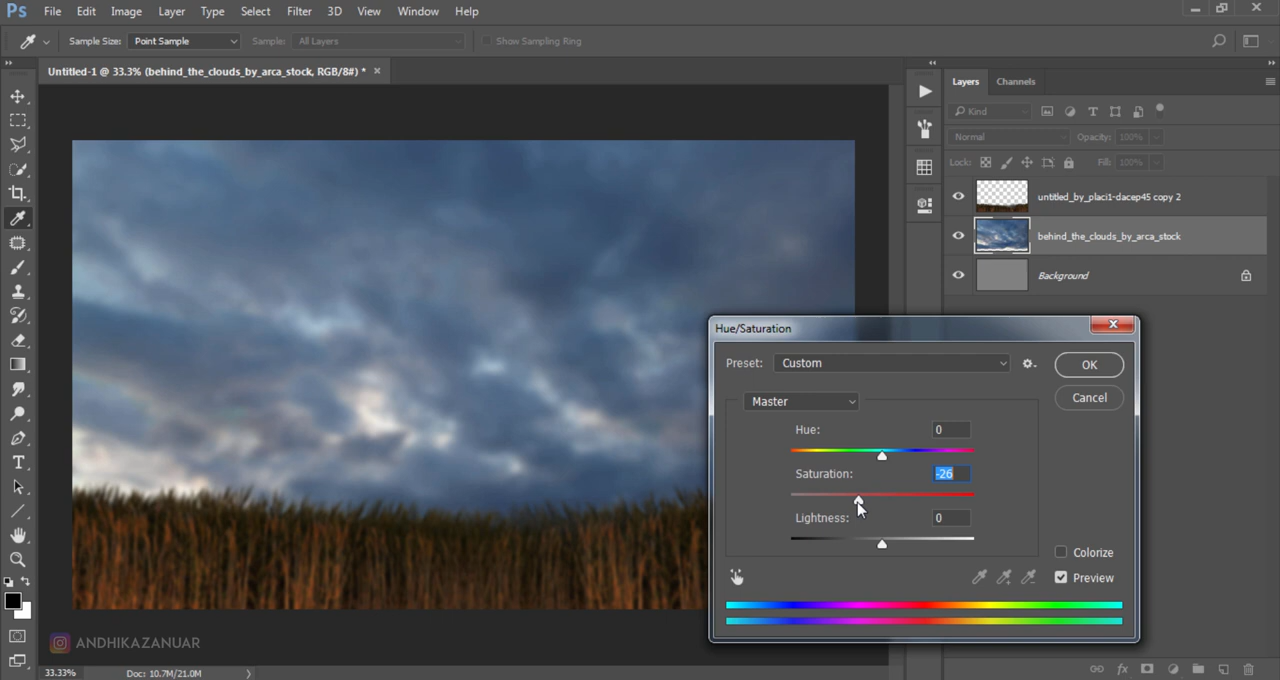 Ps File Edit Image Layer Type Select Filter 3D View Window Help
Sample Size: Point Sample Sample: All Layers Show Sampling Ring
Untitled-1 @ 33.3% (behind_the_clouds_by_arca_stock, RGB/8#) * ×
Layers Channels
Kind
Normal Opacity: 100%
Lock: Fill: 100%
untitled_by_placi1-dacep45 copy 2
behind_the_clouds_by_arca_stock
Background
Hue/Saturation
Preset: Custom OK
Cancel
Master
Hue: 0
Saturation: -26
Lightness: 0
Colorize
Preview
ANDHIKAZANUAR
33.33% Doc: 10.7M/21.0M